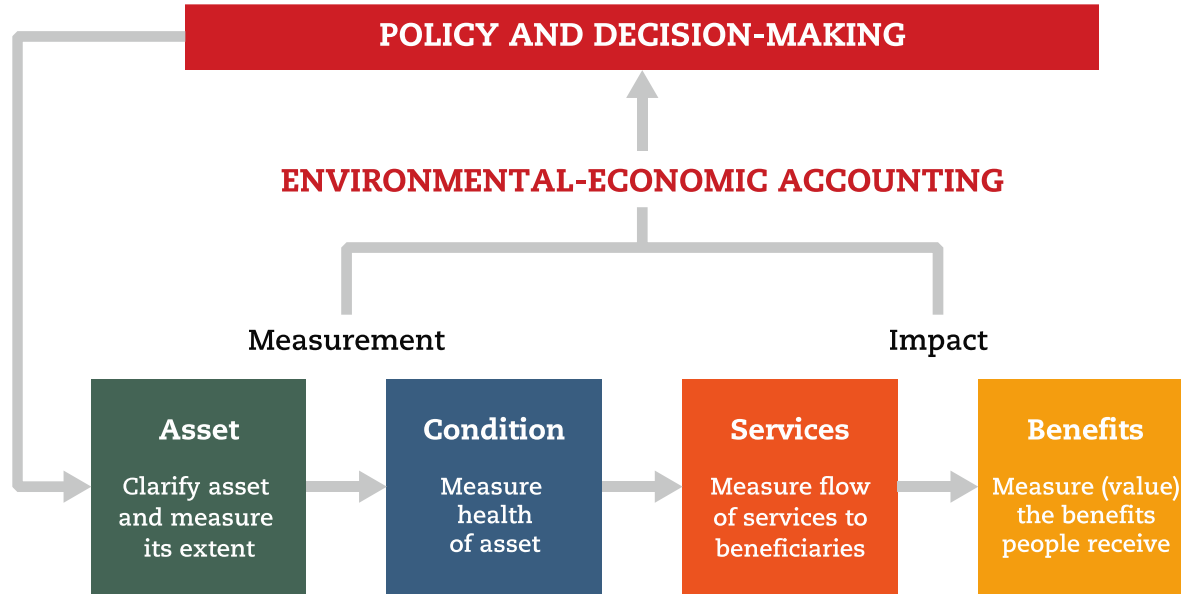 POLICY AND DECISION-MAKING
ENVIRONMENTAL-ECONOMIC ACCOUNTING
Measurement
Impact
Asset
Clarify asset
and measure
its extent
Condition
Measure
health
of asset
Services
Measure flow
of services to
beneficiaries
Benefits
Measure (value)
the benefits
people receive